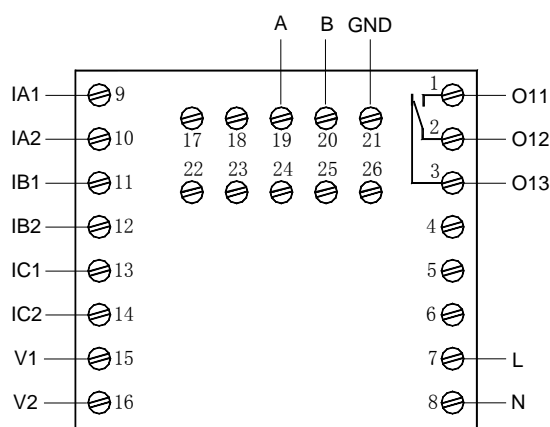 A B GND
IA1 9 1 O11
17 18 19 20 21
IA2 10 2 O12
22 23 24 25 26
IB1 11 3 O13
IB2 12 4
IC1 13 5
IC2 14 6
V1 15 7 L
V2 16 8 N